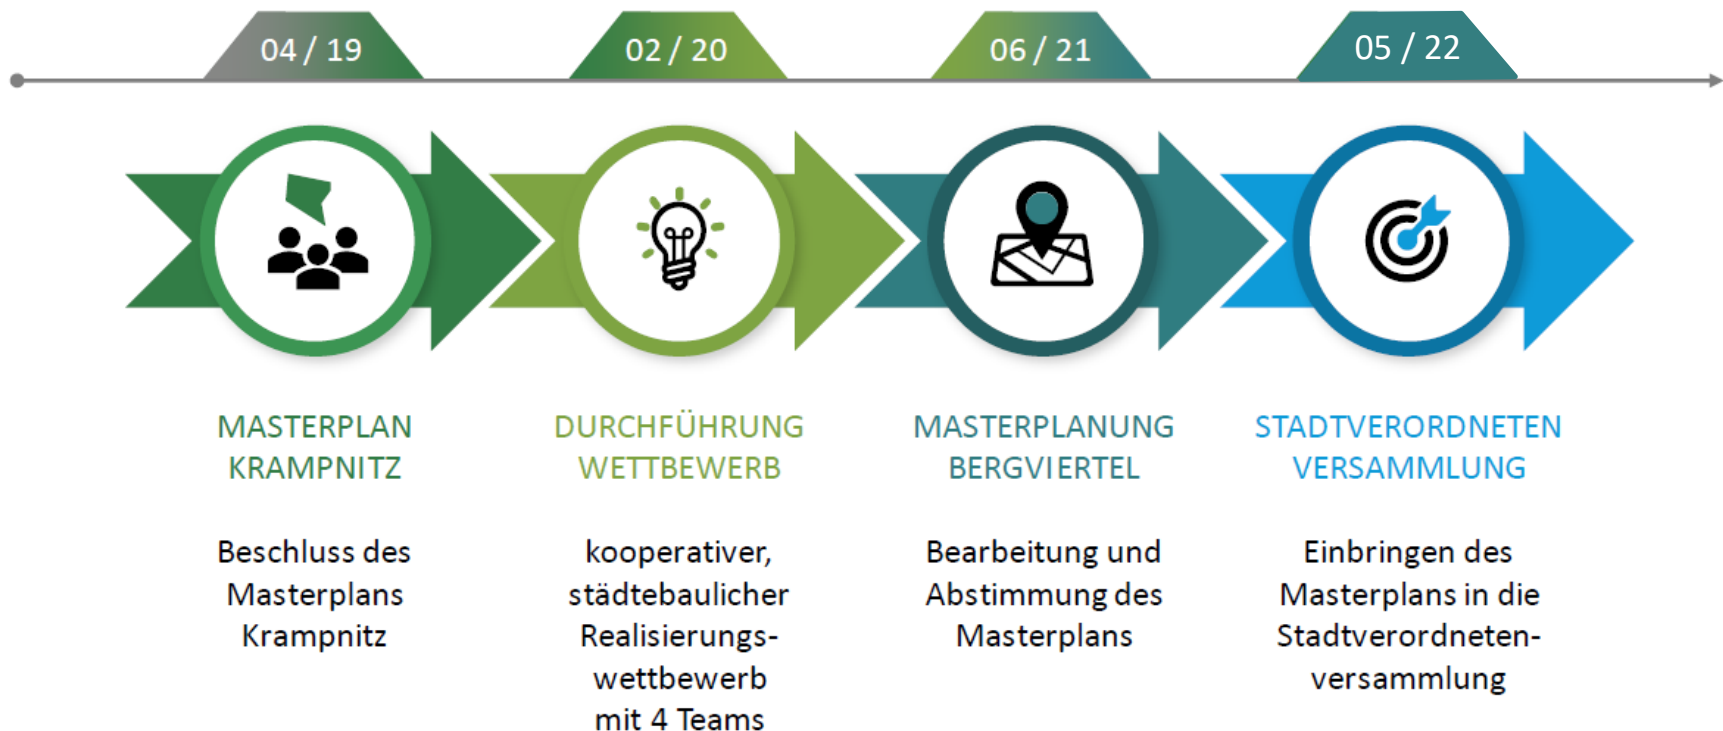 04 / 19
02 / 20
06 / 21
05 / 22
MASTERPLAN
KRAMPNITZ
Beschluss des
Masterplans
Krampnitz
DURCHFÜHRUNG
WETTBEWERB
kooperativer,
städtebaulicher
Realisierungs-
wettbewerb
mit 4 Teams
MASTERPLANUNG
BERGVIERTEL
Bearbeitung und
Abstimmung des
Masterplans
STADTVERORDNETEN
VERSAMMLUNG
Einbringen des
Masterplans in die
Stadtverordneten-
versammlung